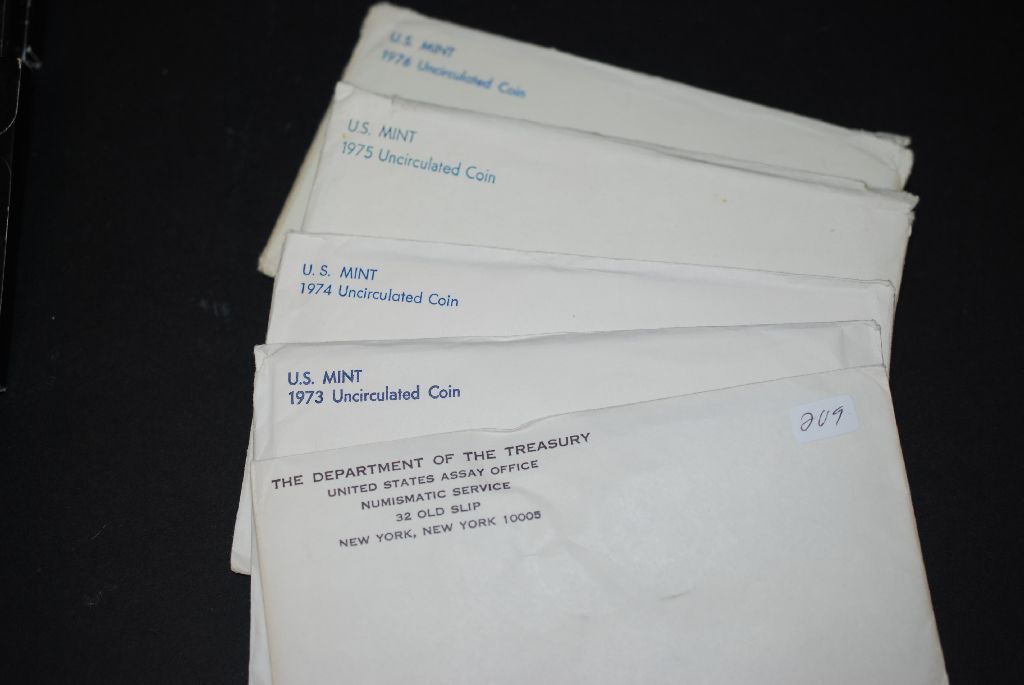 U.S. MINT
1976 Uncirculated Coin
U.S. MINT
1975 Uncirculated Coin
U. S. MINT
1974 Uncirculated Coin
U.S. MINT
1973 Uncirculated Coin
209
THE DEPARTMENT OF THE TREASURY
UNITED STATES ASSAY OFFICE
NUMISMATIC SERVICE
32 OLD SLIP
NEW YORK, NEW YORK 10005